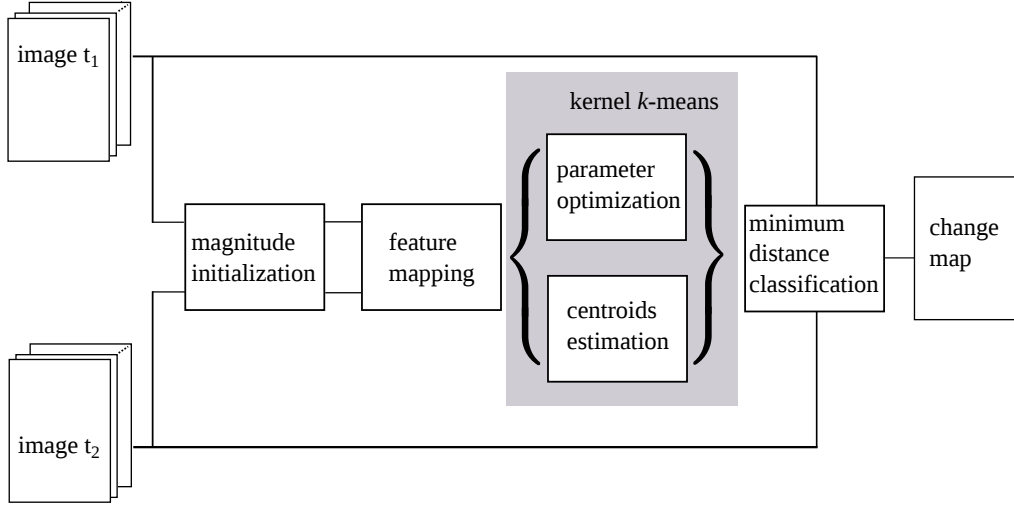 image t₁
kernel k-means
parameter
optimization
magnitude
initialization
feature
mapping
centroids
estimation
minimum
distance
classification
change
map
image t₂